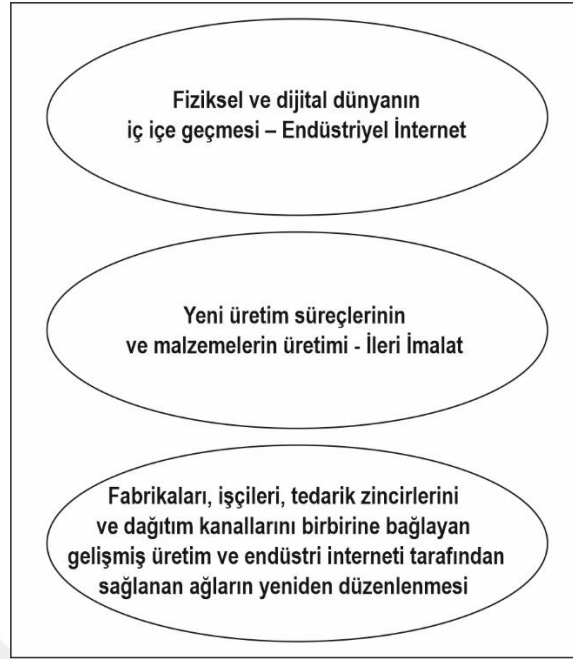 Fiziksel ve dijital dünyanın
iç içe geçmesi – Endüstriyel İnternet
Yeni üretim süreçlerinin
ve malzemelerin üretimi - İleri İmalat
Fabrikaları, işçileri, tedarik zincirlerini
ve dağıtım kanallarını birbirine bağlayan
gelişmiş üretim ve endüstri interneti tarafından
sağlanan ağların yeniden düzenlenmesi